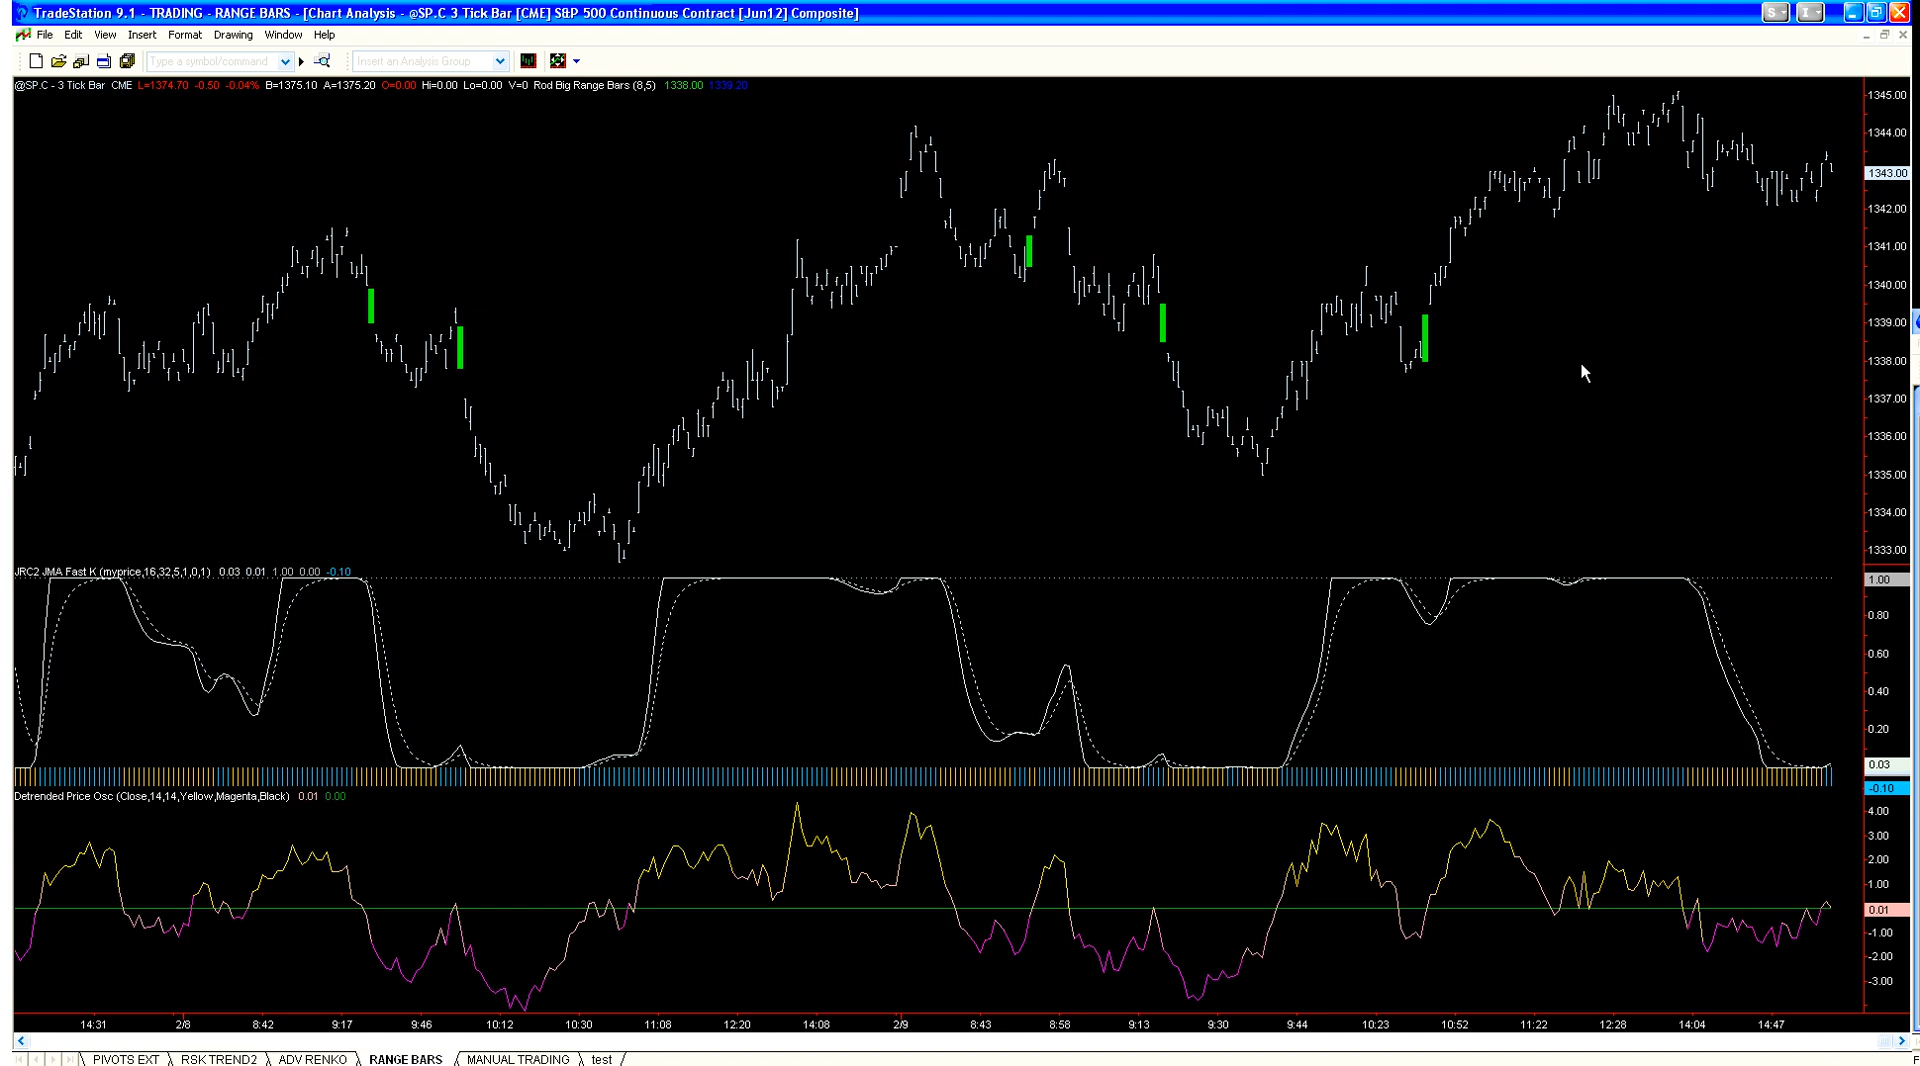 TradeStation 9.1 - TRADING - RANGE BARS - [Chart Analysis - @SP.C 3 Tick Bar [CME] S&P 500 Continuous Contract [Jun12] Composite]
S
I
File Edit View Insert Format Drawing Window Help
Type a symbol/command
Insert an Analysis Group
@SP.C - 3 Tick Bar CME L=1374.70 -0.50 -0.04% B=1375.10 A=1375.20 O=0.00 Hi=0.00 Lo=0.00 V=0 Rod Big Range Bars (8,5) 1338.00 1339.20
1345.00
1344.00
1343.00
1342.00
1341.00
1340.00
1339.00
1338.00
1337.00
1336.00
1335.00
1334.00
1333.00
JRC2 JMA Fast K (myprice,16,32,5,1,0,1) 0.03 0.01 1.00 0.00 -0.10
1.00
0.80
0.60
0.40
0.20
0.03
-0.10
Detrended Price Osc (Close,14,14,Yellow,Magenta,Black) 0.01 0.00
4.00
3.00
2.00
1.00
0.01
-1.00
-2.00
-3.00
14:31 2/8 8:42 9:17 9:46 10:12 10:30 11:08 12:20 14:08 2/9 8:43 8:58 9:13 9:30 9:44 10:23 10:52 11:22 12:28 14:04 14:47
PIVOTS EXT RSK TREND2 ADV RENKO RANGE BARS MANUAL TRADING test